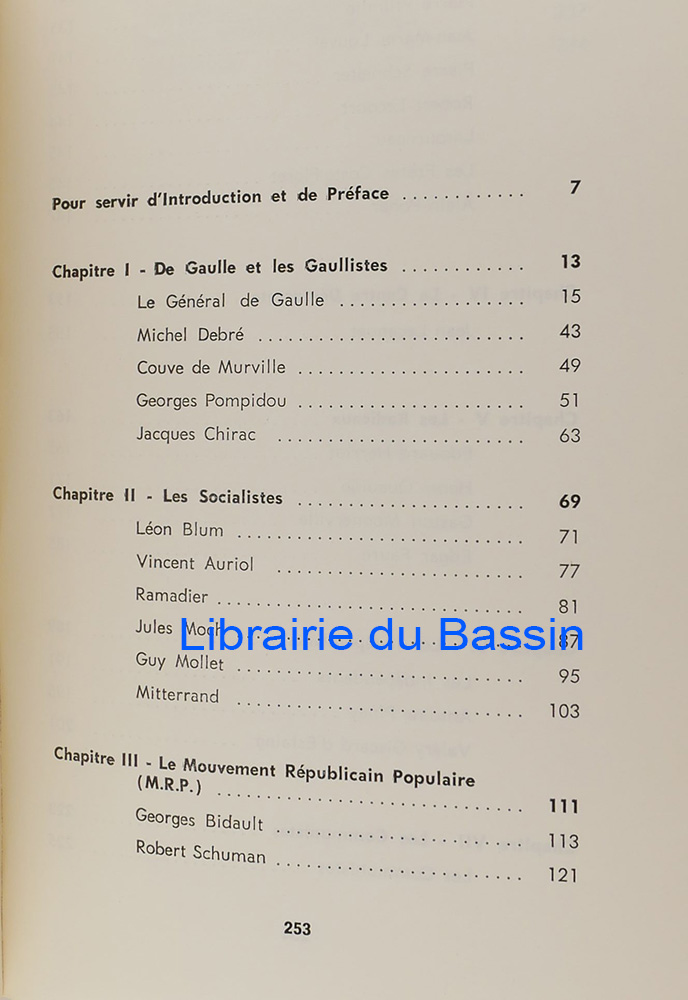 Pour servir d'Introduction et de Préface ............. 7
Chapitre I - De Gaulle et les Gaullistes ............. 13
Le Général de Gaulle ................... 15
Michel Debré ........................... 43
Couve de Murville ....................... 49
Georges Pompidou ....................... 51
Jacques Chirac ......................... 63
Chapitre II - Les Socialistes ....................... 69
Léon Blum ............................. 71
Vincent Auriol ......................... 77
Ramadier ............................... 81
Jules Moch ............................. 87
Librairie du Bassin
Guy Mollet ............................. 95
Mitterrand ............................. 103
Chapitre III - Le Mouvement Républicain Populaire
(M.R.P.) ............................... 111
Georges Bidault ......................... 113
Robert Schuman ......................... 121
253